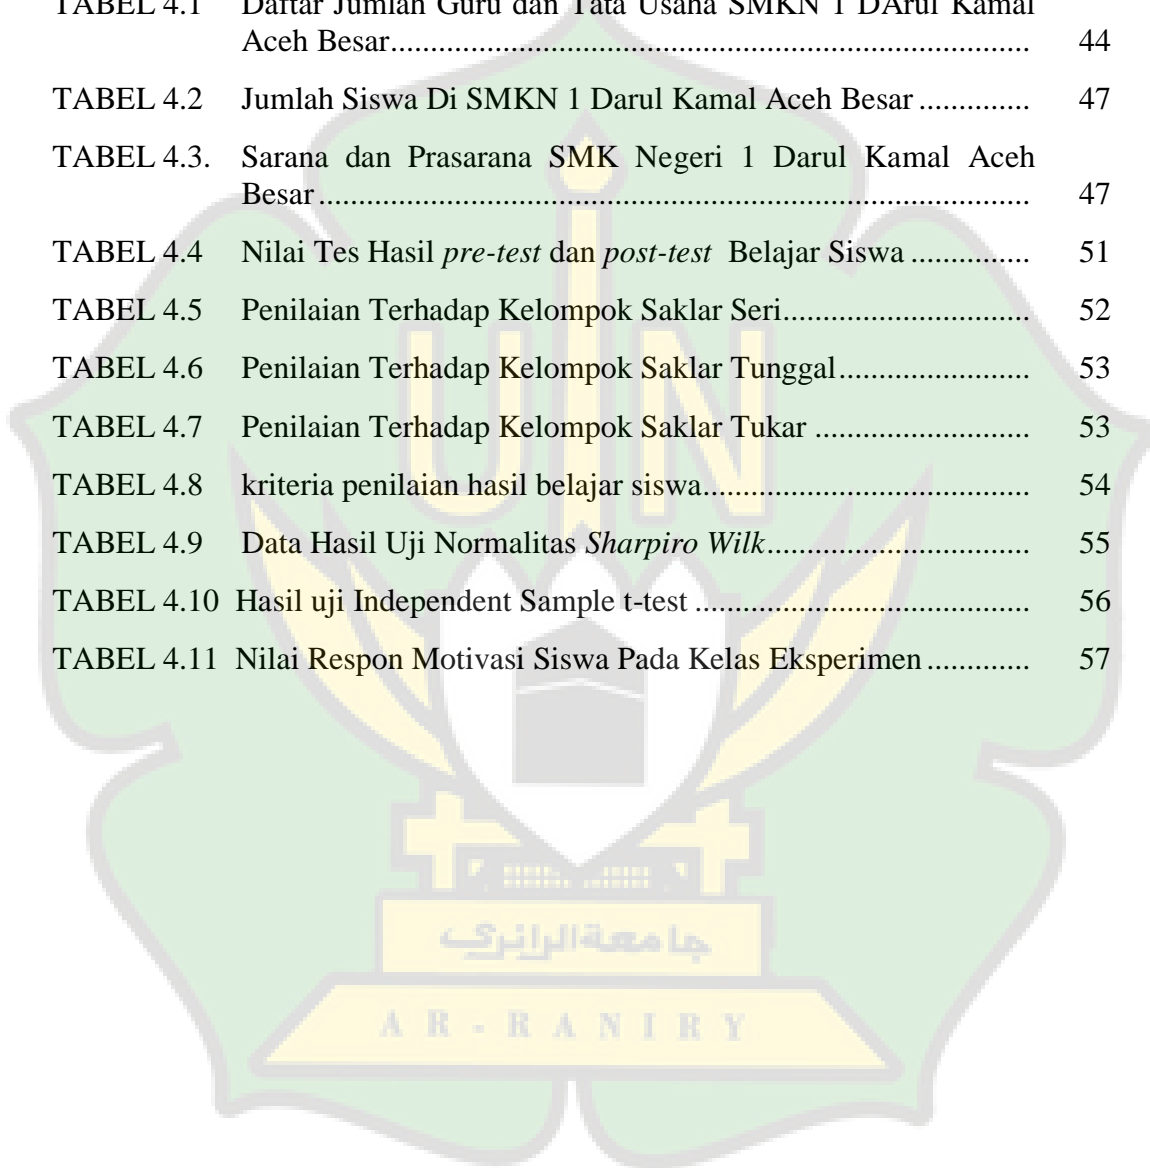 TABEL 4.1 Daftar Jumlah Guru dan Tata Usaha SMKN 1 DArul Kamal
Aceh Besar................................................................................ 44
TABEL 4.2 Jumlah Siswa Di SMKN 1 Darul Kamal Aceh Besar .............. 47
TABEL 4.3. Sarana dan Prasarana SMK Negeri 1 Darul Kamal Aceh
Besar......................................................................................... 47
TABEL 4.4 Nilai Tes Hasil pre-test dan post-test Belajar Siswa ............... 51
TABEL 4.5 Penilaian Terhadap Kelompok Saklar Seri............................... 52
TABEL 4.6 Penilaian Terhadap Kelompok Saklar Tunggal........................ 53
TABEL 4.7 Penilaian Terhadap Kelompok Saklar Tukar ........................... 53
TABEL 4.8 kriteria penilaian hasil belajar siswa......................................... 54
TABEL 4.9 Data Hasil Uji Normalitas Sharpiro Wilk................................. 55
TABEL 4.10 Hasil uji Independent Sample t-test .......................................... 56
TABEL 4.11 Nilai Respon Motivasi Siswa Pada Kelas Eksperimen ............. 57
UIN
جامعة الرانري
AR-RANIRY